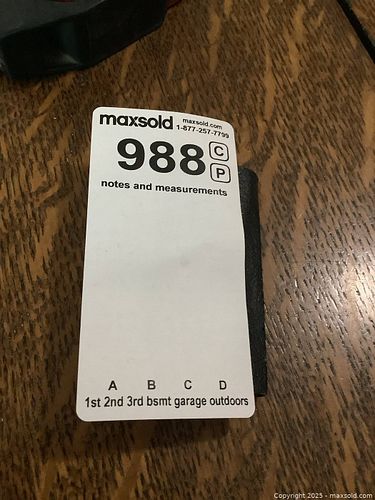 maxsold maxsold.com
1-877-257-7799
988 C
P
notes and measurements
A B C D
1st 2nd 3rd bsmt garage outdoors
Copyright 2025 - maxsold.com